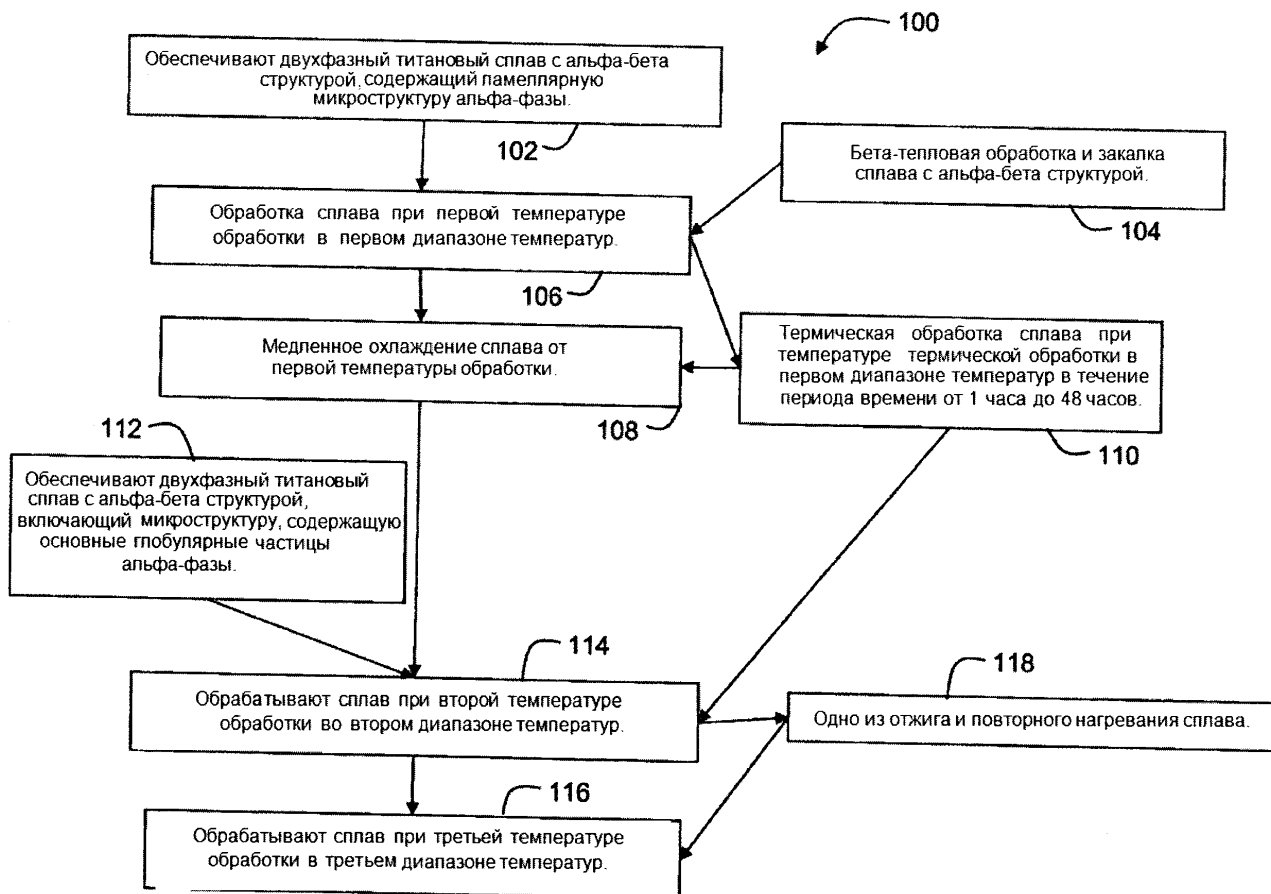 100
Обеспечивают двухфазный титановый сплав с альфа-бета
структурой, содержащий памеллярную
микроструктуру альфа-фазы.
102
Бета-тепловая обработка и закалка
сплава с альфа-бета структурой.
104
Обработка сплава при первой температуре
обработки в первом диапазоне температур.
106
Медленное охлаждение сплава от
первой температуры обработки.
108
Термическая обработка сплава при
температуре термической обработки в
первом диапазоне температур в течение
периода времени от 1 часа до 48 часов.
110
112
Обеспечивают двухфазный титановый
сплав с альфа-бета структурой,
включающий микроструктуру, содержащую
основные глобулярные частицы
альфа-фазы.
114
Обрабатывают сплав при второй температуре
обработки во втором диапазоне температур.
118
Одно из отжига и повторного нагревания сплава.
116
Обрабатывают сплав при третьей температуре
обработки в третьем диапазоне температур.